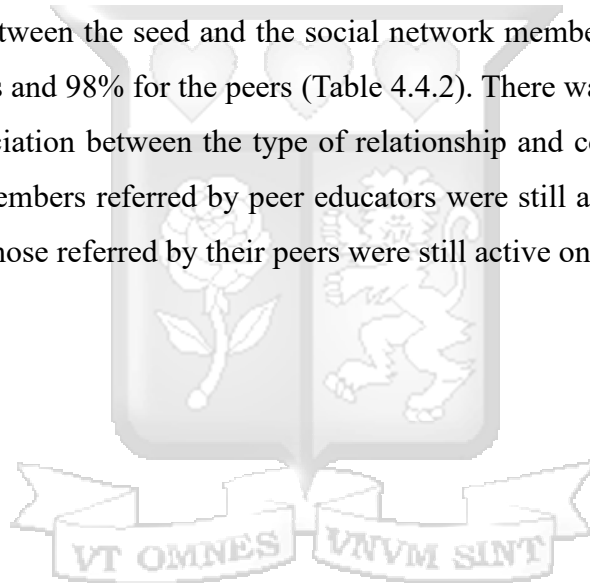 tween the seed and the social network membe
s and 98% for the peers (Table 4.4.2). There wa
ciation between the type of relationship and c
embers referred by peer educators were still a
hose referred by their peers were still active on
VT OMNES VNVM SINT